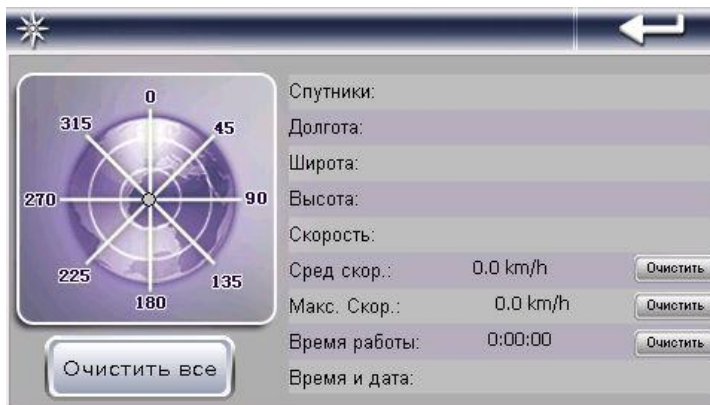 0
315 45
270 90
225 135
180
Очистить все
Спутники:
Долгота:
Широта:
Высота:
Скорость:
Сред скор.: 0.0 km/h Очистить
Макс. Скор.: 0.0 km/h Очистить
Время работы: 0:00:00 Очистить
Время и дата: